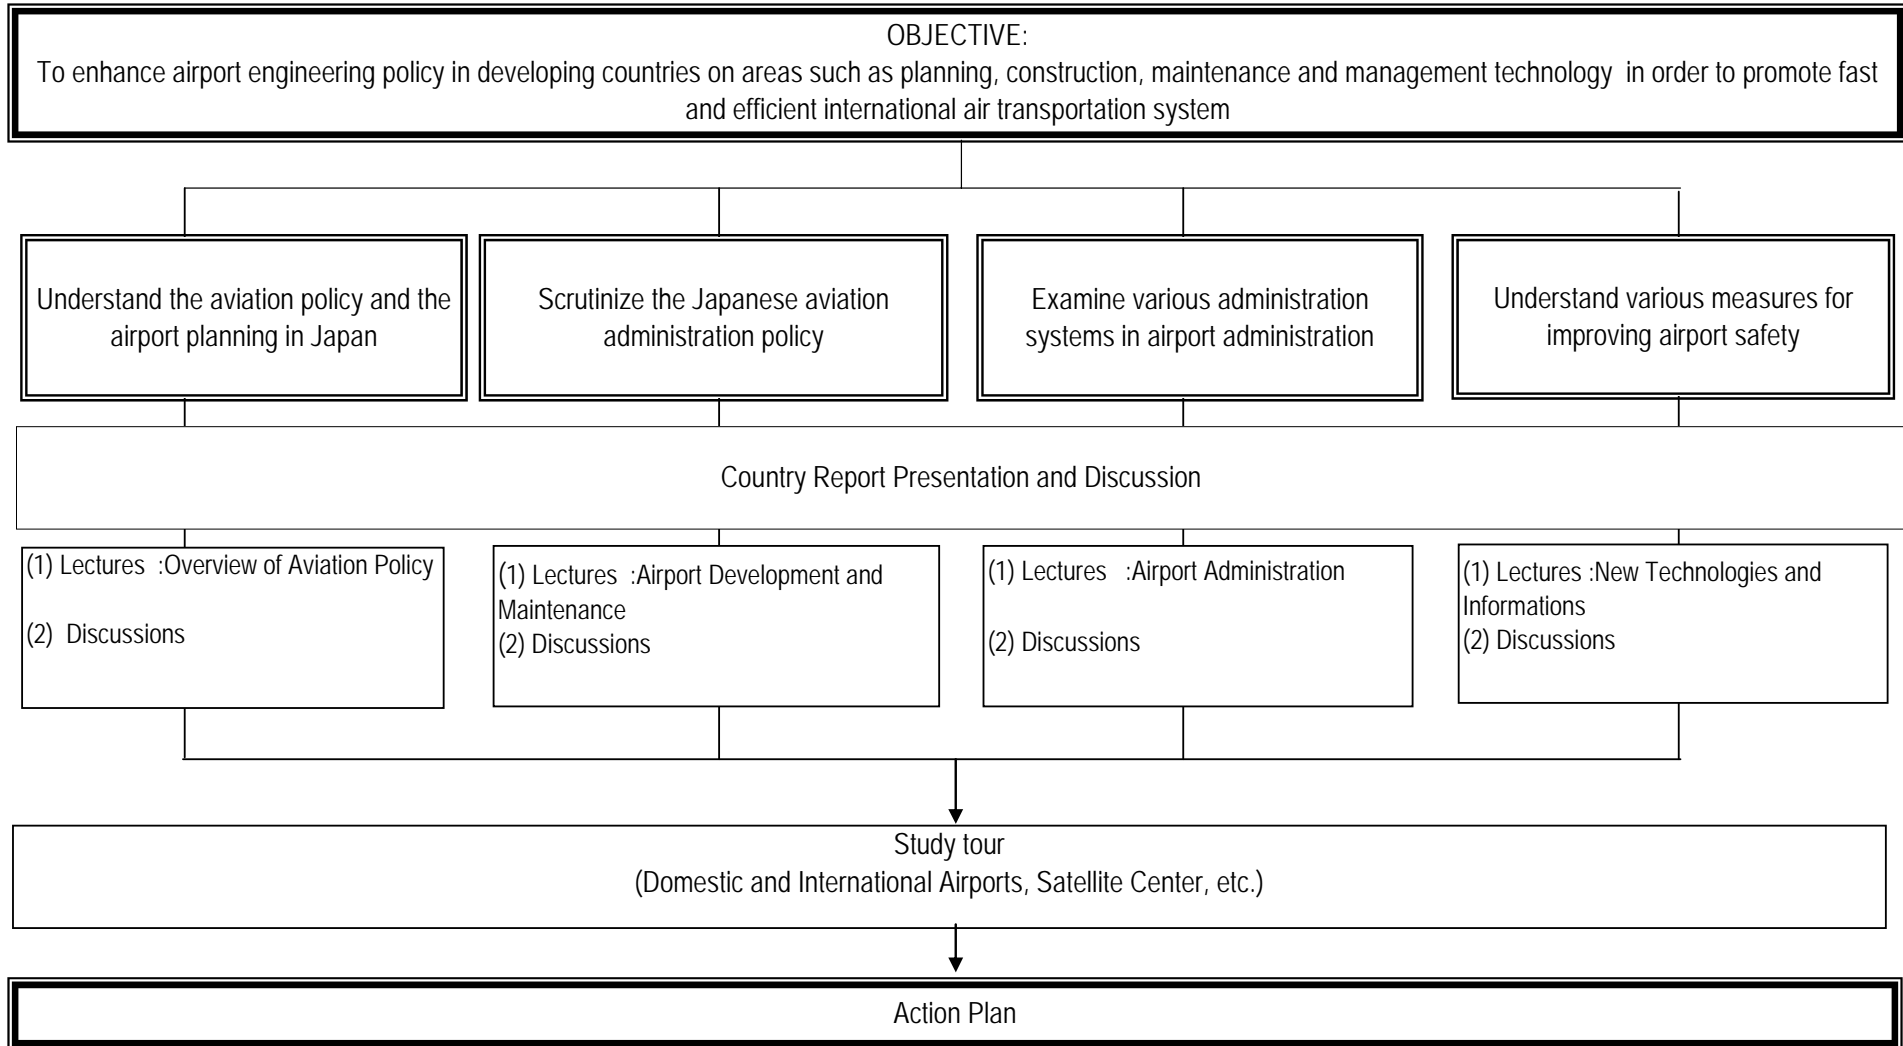 OBJECTIVE:
To enhance airport engineering policy in developing countries on areas such as planning, construction, maintenance and management technology in order to promote fast
and efficient international air transportation system
Understand the aviation policy and the
airport planning in Japan
Scrutinize the Japanese aviation
administration policy
Examine various administration
systems in airport administration
Understand various measures for
improving airport safety
Country Report Presentation and Discussion
(1) Lectures :Overview of Aviation Policy
(2) Discussions
(1) Lectures :Airport Development and
Maintenance
(2) Discussions
(1) Lectures :Airport Administration
(2) Discussions
(1) Lectures :New Technologies and
Informations
(2) Discussions
Study tour
(Domestic and International Airports, Satellite Center, etc.)
Action Plan